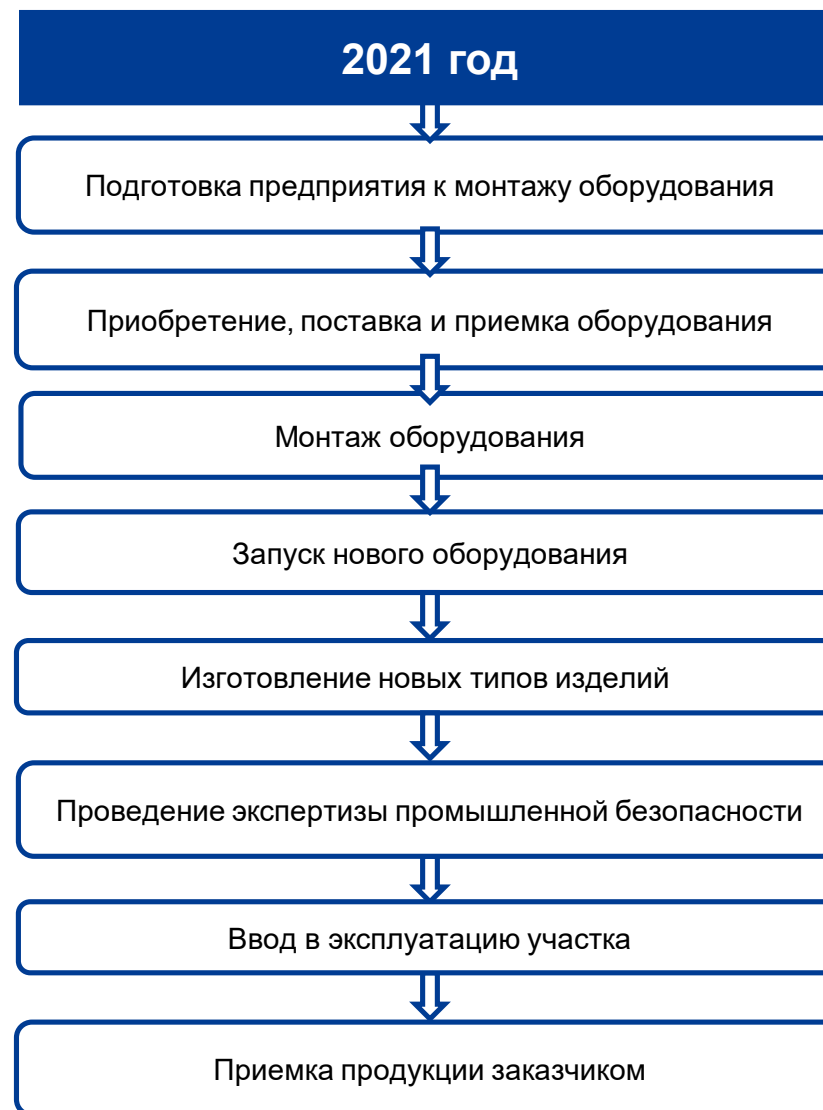 2021 год
Подготовка предприятия к монтажу оборудования
Приобретение, поставка и приемка оборудования
Монтаж оборудования
Запуск нового оборудования
Изготовление новых типов изделий
Проведение экспертизы промышленной безопасности
Ввод в эксплуатацию участка
Приемка продукции заказчиком